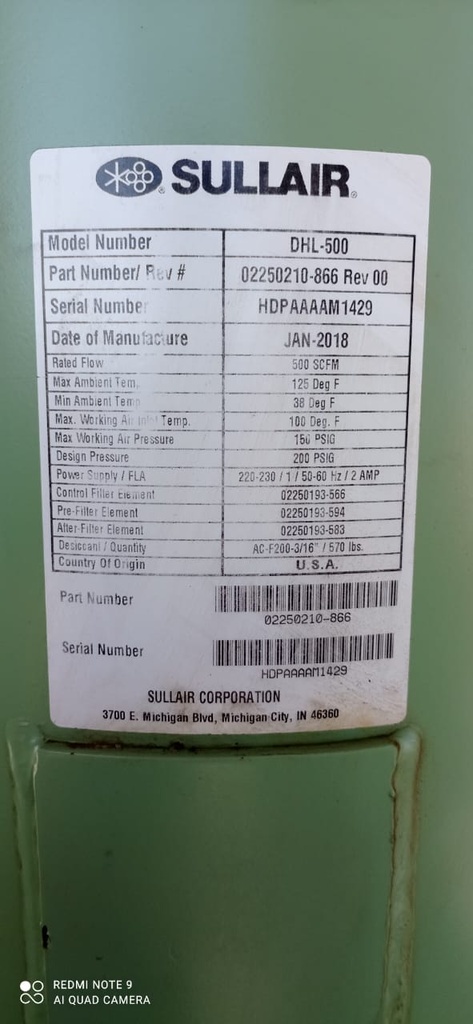 SULLAIR®
Model Number DHL-500
Part Number/ Rev # 02250210-866 Rev 00
Serial Number HDPAAAAM1429
Date of Manufacture JAN-2018
Rated Flow 500 SCFM
Max Ambient Tem. 125 Deg F
Min Ambient Temp 38 Deg F
Max. Working Air Inlet Temp. 100 Deg. F
Max Working Air Pressure 150 PSIG
Design Pressure 200 PSIG
Power Supply / FLA 220-230 / 1 / 50-60 Hz / 2 AMP
Control Filter Element 02250193-566
Pre-Filter Element 02250193-594
After-Filter Element 02250193-583
Desiccant / Quantity AC-F200-3/16" / 570 lbs.
Country Of Origin U.S.A.
Part Number
02250210-866
Serial Number
HDPAAAAM1429
SULLAIR CORPORATION
3700 E. Michigan Blvd, Michigan City, IN 46360
REDMI NOTE 9
AI QUAD CAMERA